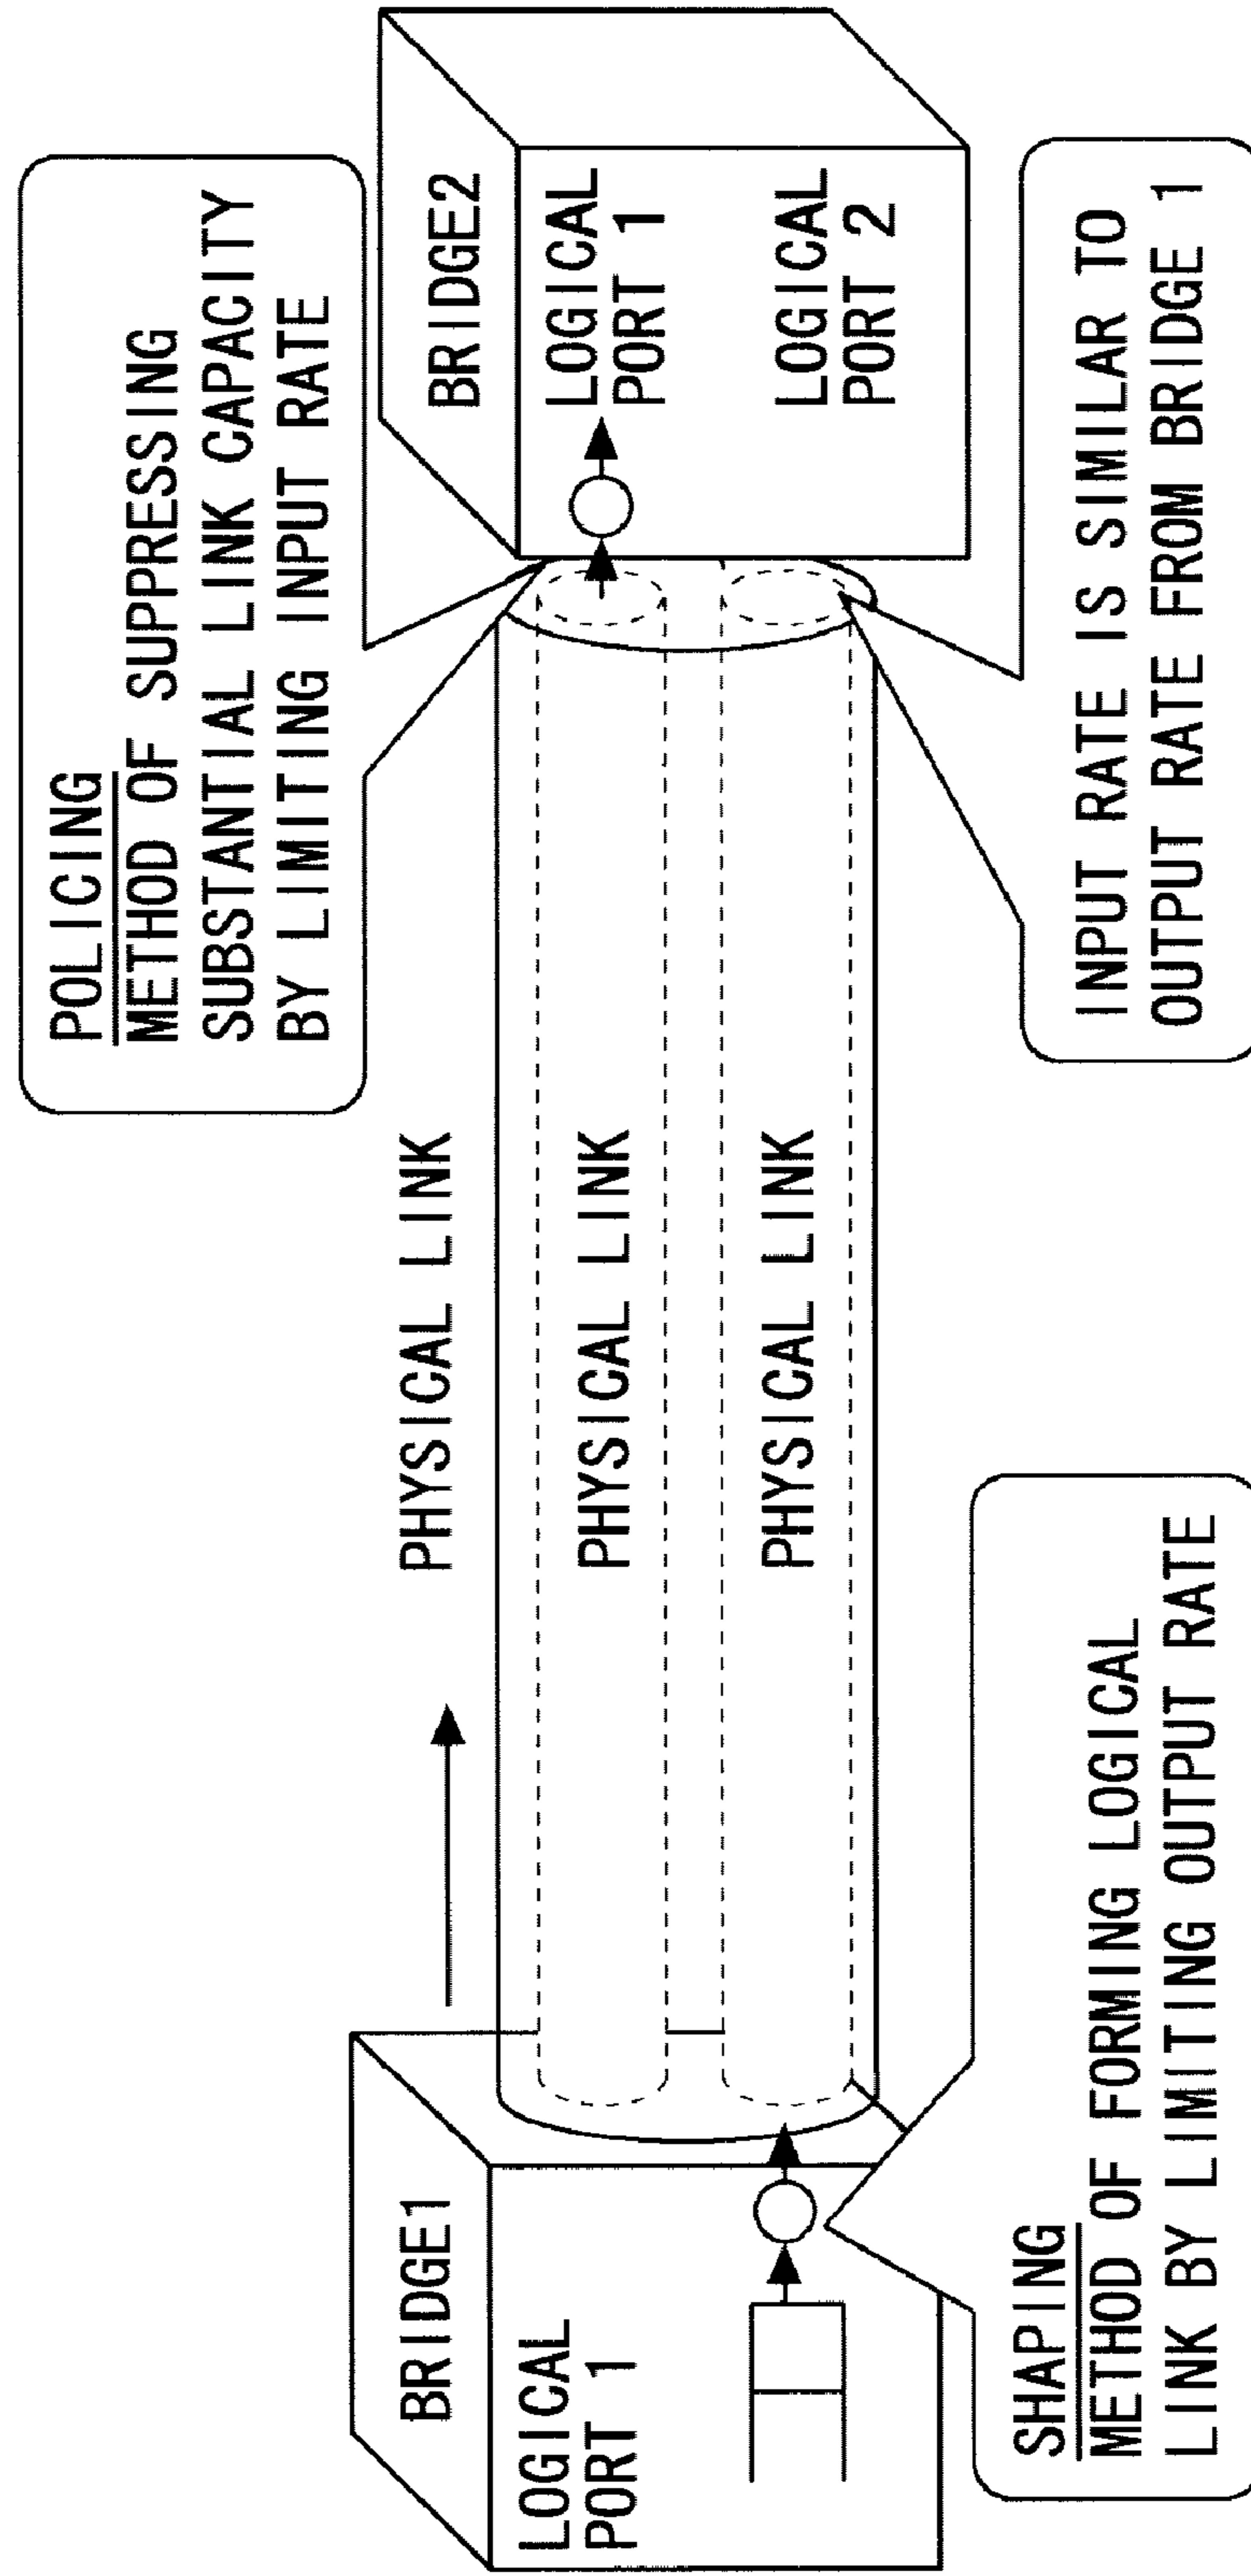 POLICING
METHOD OF SUPPRESSING
SUBSTANTIAL LINK CAPACITY
BY LIMITING INPUT RATE
BRIDGE1
LOGICAL
PORT 1
PHYSICAL LINK
PHYSICAL LINK
PHYSICAL LINK
BRIDGE2
LOGICAL
PORT 1
LOGICAL
PORT 2
SHAPING
METHOD OF FORMING LOGICAL
LINK BY LIMITING OUTPUT RATE
INPUT RATE IS SIMILAR TO
OUTPUT RATE FROM BRIDGE 1